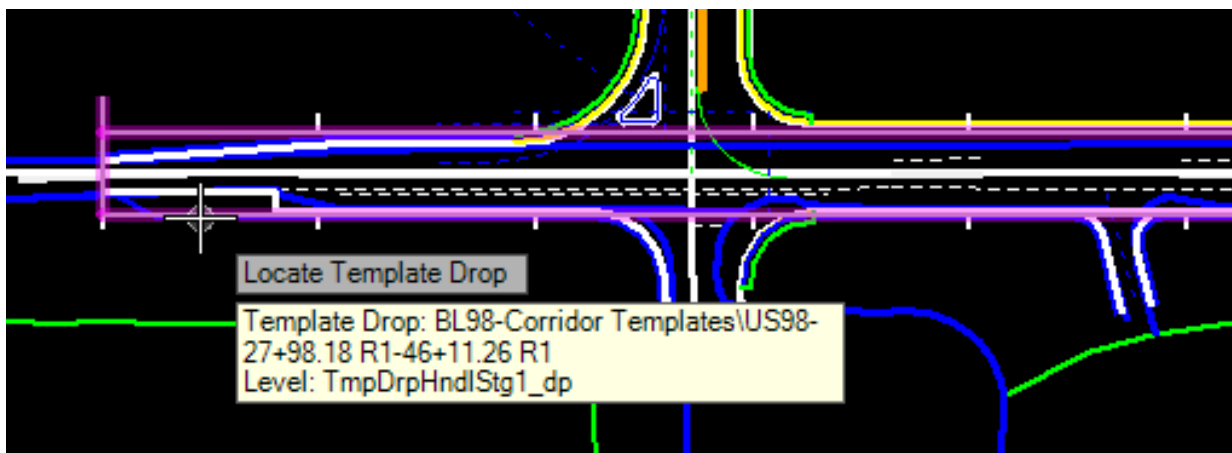 Locate Template Drop
Template Drop: BL98-Corridor Templates\US98-
27+98.18 R1-46+11.26 R1
Level: TmpDrpHndlStg1_dp